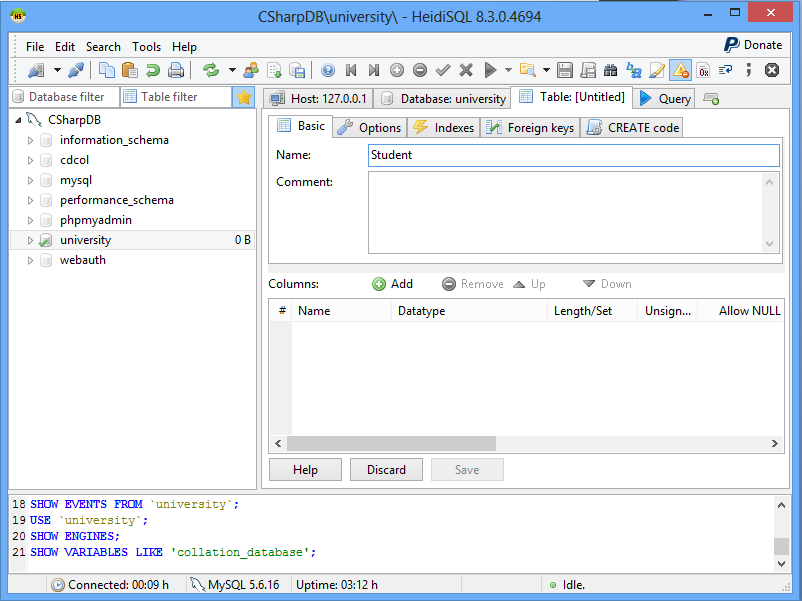 CSharpDB\university\ - HeidiSQL 8.3.0.4694
File Edit Search Tools Help
Donate
Database filter Table filter
Host: 127.0.0.1 Database: university Table: [Untitled] Query
CSharpDB
information_schema
cdcol
mysql
performance_schema
phpmyadmin
university 0 B
webauth
Basic Options Indexes Foreign keys CREATE code
Name: Student
Comment:
Columns: Add Remove Up Down
# Name Datatype Length/Set Unsign... Allow NULL
Help Discard Save
18 SHOW EVENTS FROM `university`;
19 USE `university`;
20 SHOW ENGINES;
21 SHOW VARIABLES LIKE 'collation_database';
Connected: 00:09 h MySQL 5.6.16 Uptime: 03:12 h Idle.